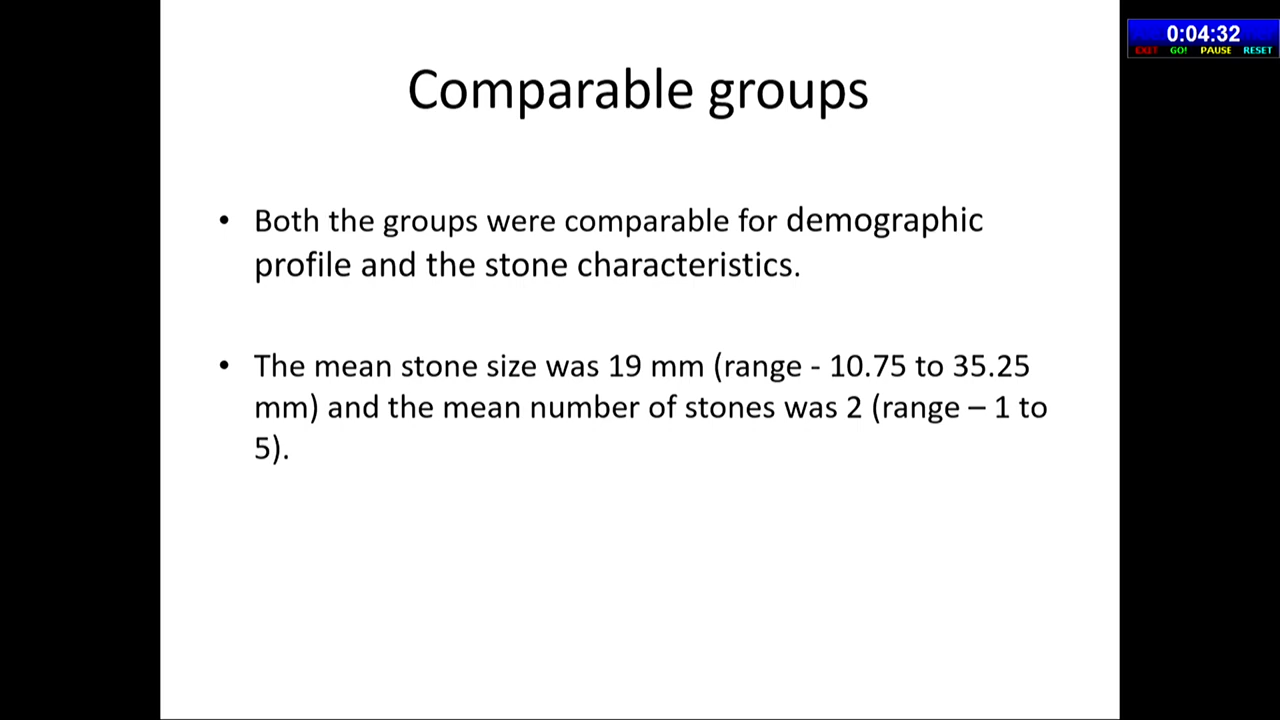 0:04:32
EXIT GO! PAUSE RESET
Comparable groups
• Both the groups were comparable for demographic
profile and the stone characteristics.
• The mean stone size was 19 mm (range - 10.75 to 35.25
mm) and the mean number of stones was 2 (range – 1 to
5).